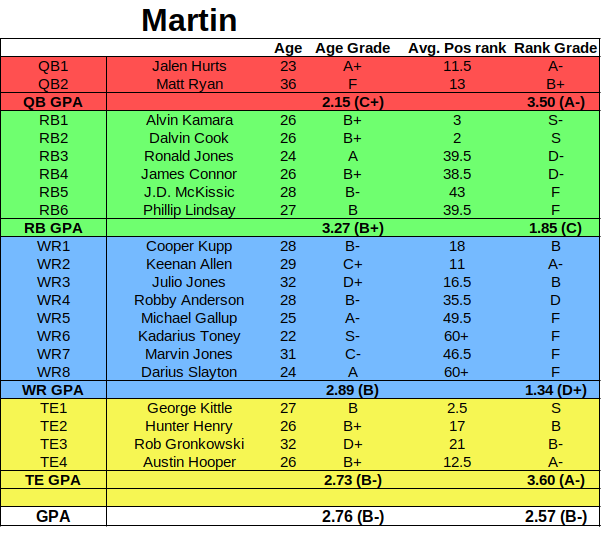 Martin
Age Age Grade Avg. Pos rank Rank Grade
QB1 Jalen Hurts 23 A+ 11.5 A-
QB2 Matt Ryan 36 F 13 B+
QB GPA 2.15 (C+) 3.50 (A-)
RB1 Alvin Kamara 26 B+ 3 S-
RB2 Dalvin Cook 26 B+ 2 S
RB3 Ronald Jones 24 A 39.5 D-
RB4 James Connor 26 B+ 38.5 D-
RB5 J.D. McKissic 28 B- 43 F
RB6 Phillip Lindsay 27 B 39.5 F
RB GPA 3.27 (B+) 1.85 (C)
WR1 Cooper Kupp 28 B- 18 B
WR2 Keenan Allen 29 C+ 11 A-
WR3 Julio Jones 32 D+ 16.5 B
WR4 Robby Anderson 28 B- 35.5 D
WR5 Michael Gallup 25 A- 49.5 F
WR6 Kadarius Toney 22 S- 60+ F
WR7 Marvin Jones 31 C- 46.5 F
WR8 Darius Slayton 24 A 60+ F
WR GPA 2.89 (B) 1.34 (D+)
TE1 George Kittle 27 B 2.5 S
TE2 Hunter Henry 26 B+ 17 B
TE3 Rob Gronkowski 32 D+ 21 B-
TE4 Austin Hooper 26 B+ 12.5 A-
TE GPA 2.73 (B-) 3.60 (A-)
GPA 2.76 (B-) 2.57 (B-)